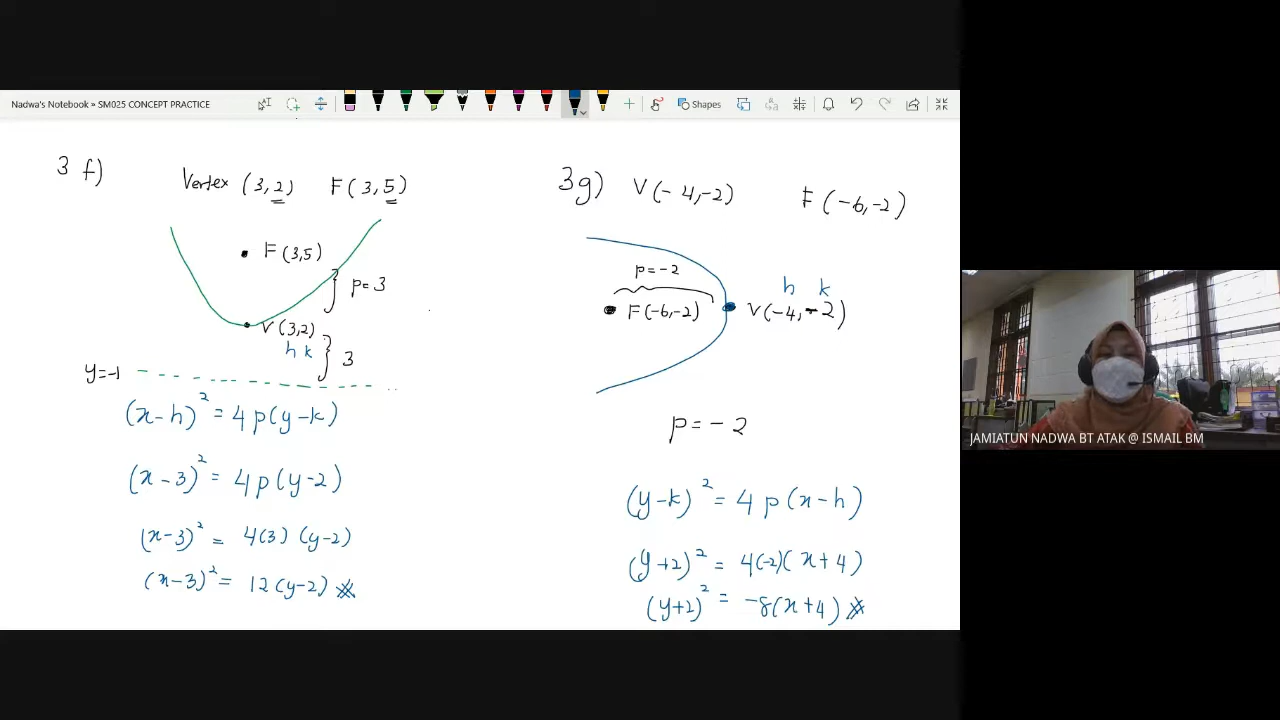 Nadwa's Notebook » SM025 CONCEPT PRACTICE
Shapes
3 f)
Vertex (3,2) F(3,5)
F(3,5)
p=3
V(3,2)
h k
3
y=-1
(x-h)² = 4p(y-k)
(x-3)² = 4p(y-2)
(x-3)² = 4(3)(y-2)
(x-3)² = 12(y-2)
3g) V(-4,-2) F(-6,-2)
p=-2
h k
F(-6,-2) V(-4,-2)
p=-2
(y-k)² = 4p(x-h)
(y+2)² = 4(-2)(x+4)
(y+2)² = -8(x+4)
JAMIATUN NADWA BT ATAK @ ISMAIL BM